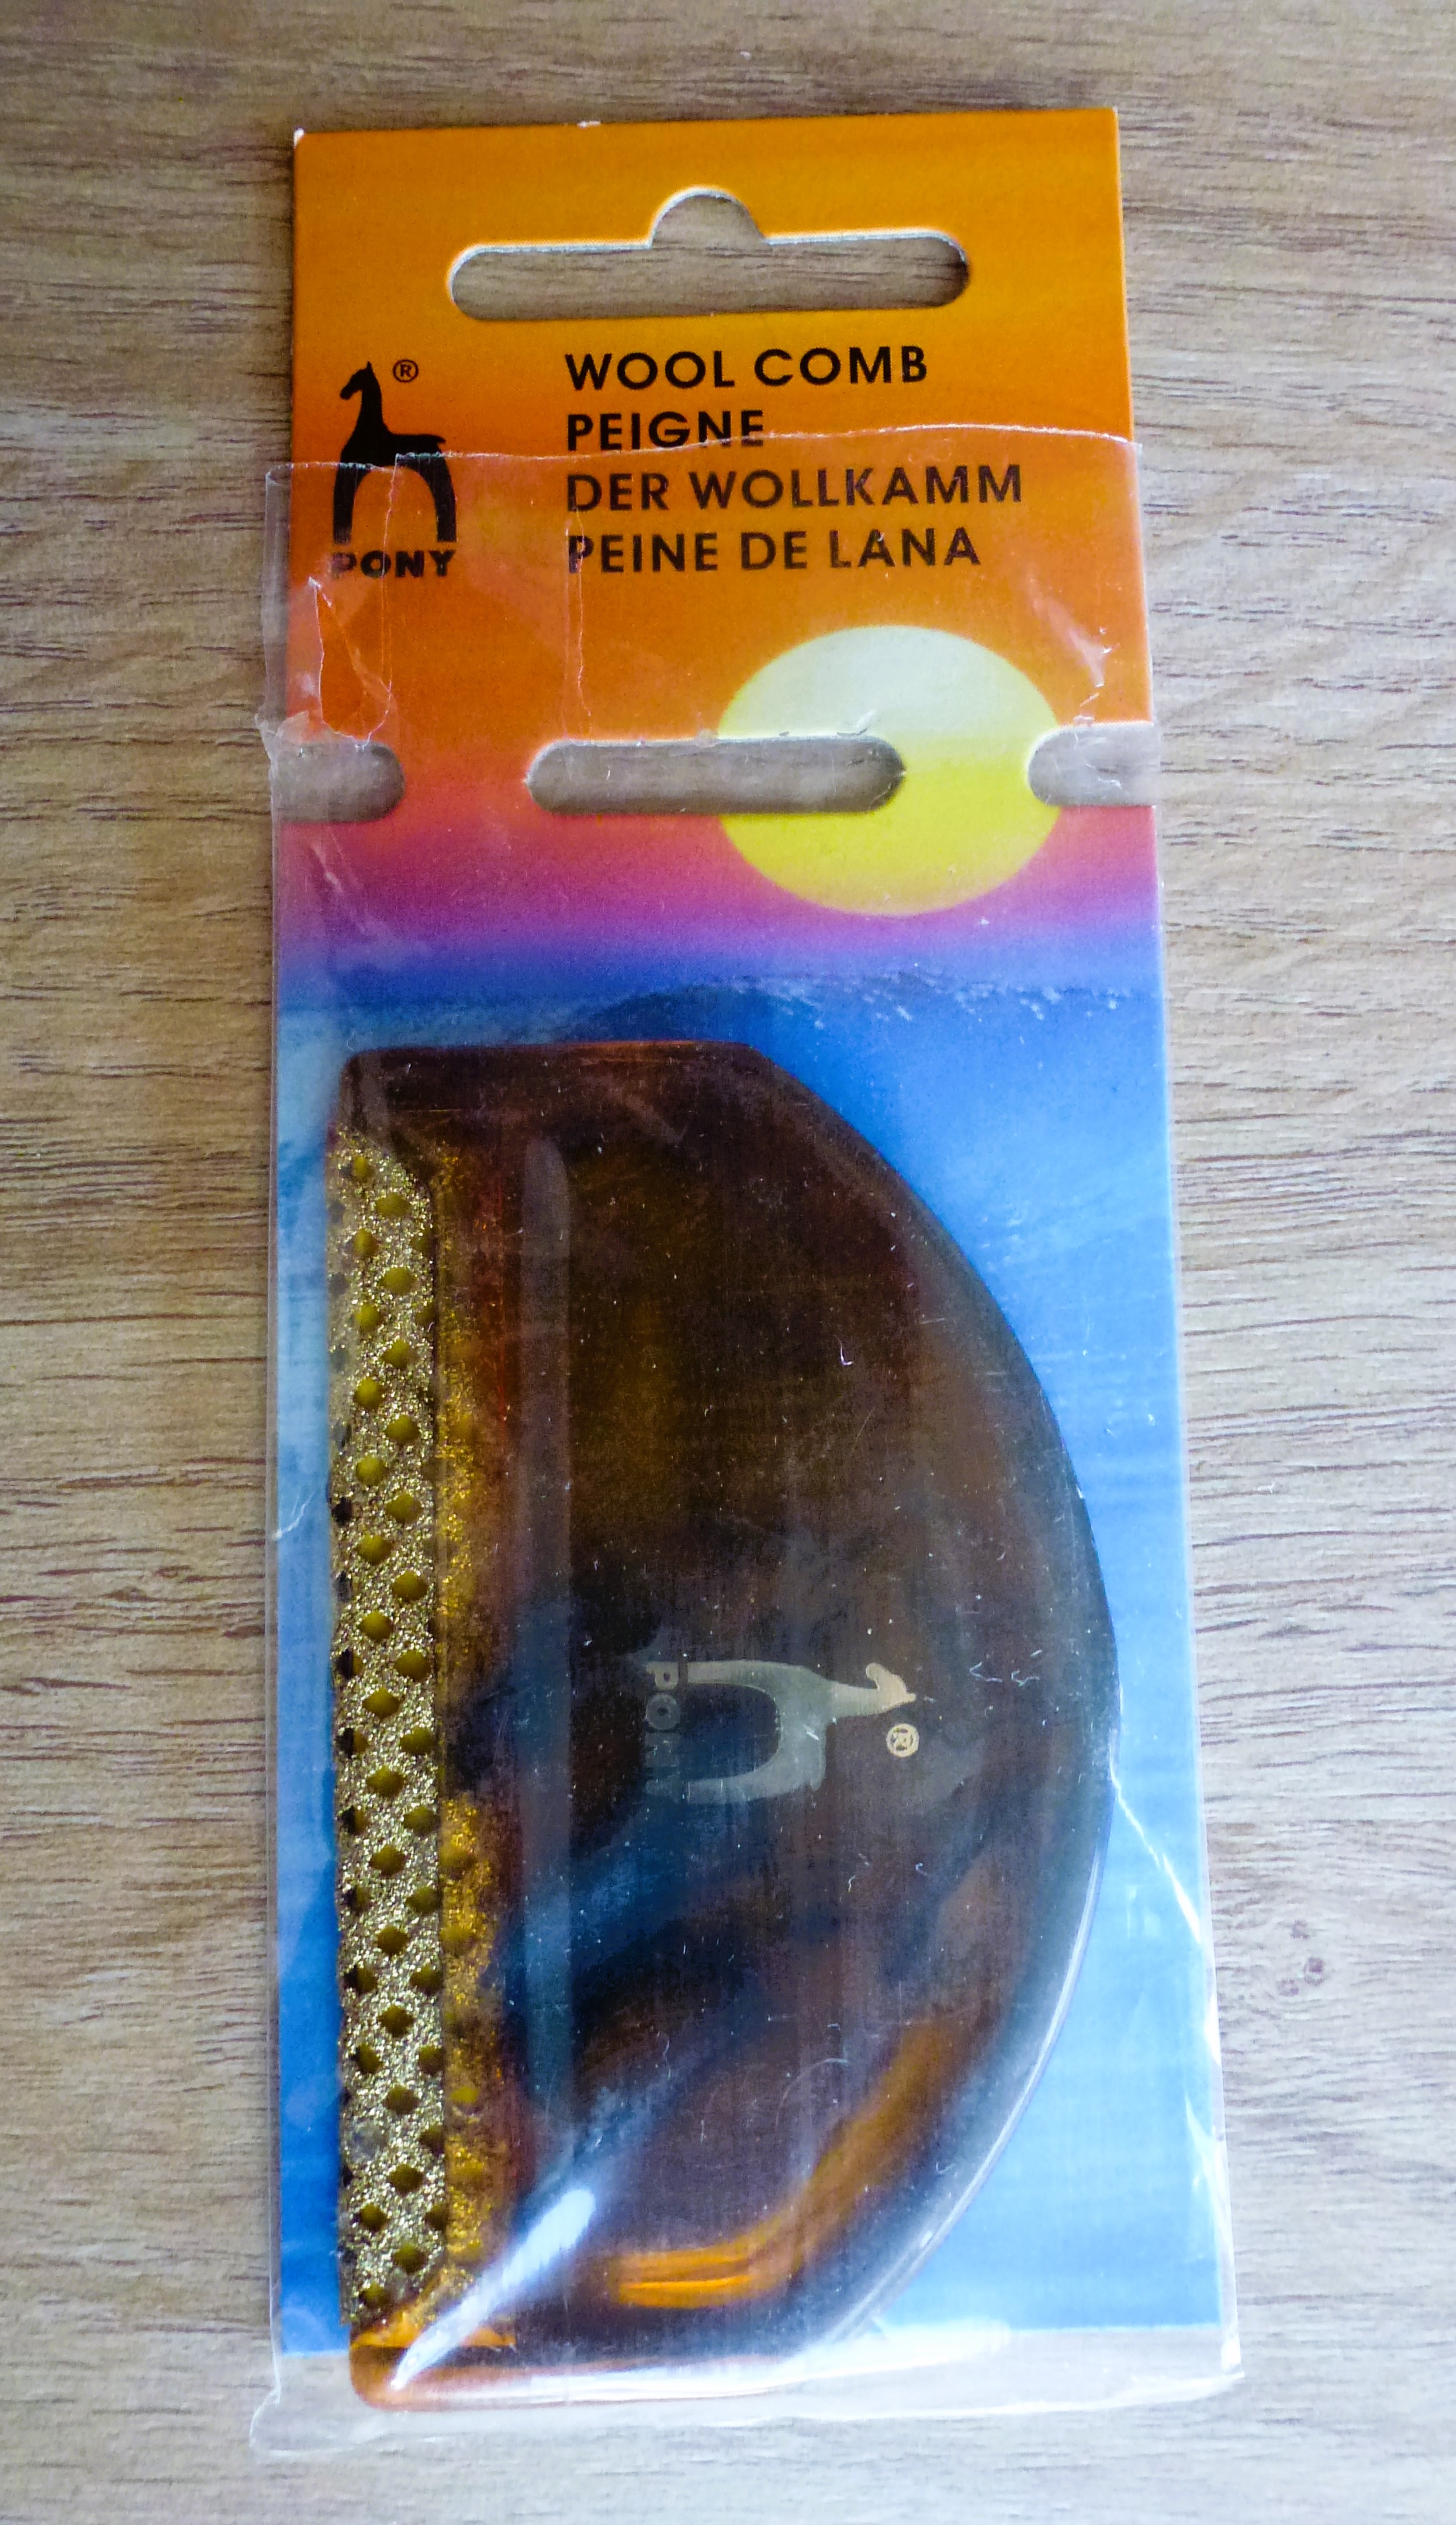 ®
PONY
WOOL COMB
PEIGNE
DER WOLLKAMM
PEINE DE LANA
PONY
®